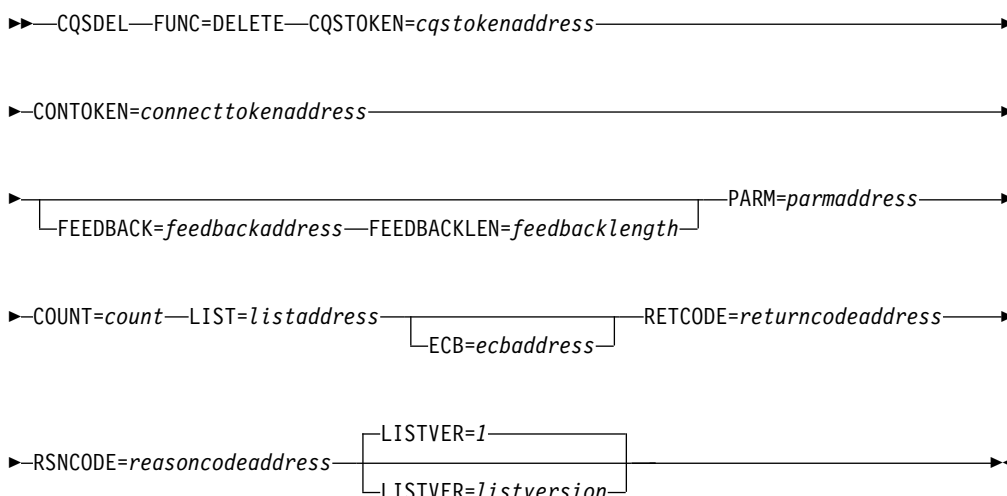 CQSDEL FUNC=DELETE CQSTOKEN=cqstokenaddress
CONTOKEN=connecttokenaddress
PARM=parmaddress
FEEDBACK=feedbackaddress FEEDBACKLEN=feedbacklength
COUNT=count LIST=listaddress RETCODE=returncodeaddress
ECB=ecbaddress
LISTVER=1
RSNCODE=reasoncodeaddress
LISTVER=listversion